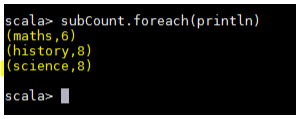 scala> subCount.foreach(println)
(maths,6)
(history,8)
(science,8)
scala>